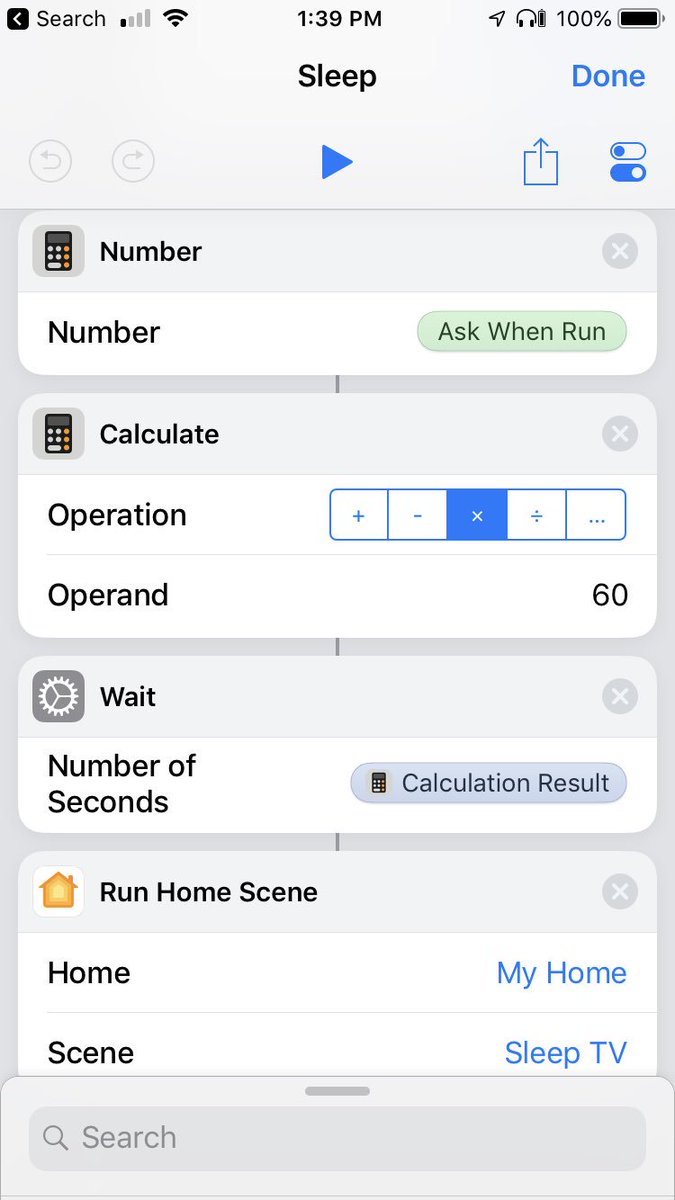 Search 1:39 PM 100%
Sleep Done
Number
Number Ask When Run
Calculate
Operation + - × ÷ ...
Operand 60
Wait
Number of
Seconds Calculation Result
Run Home Scene
Home My Home
Scene Sleep TV
Search